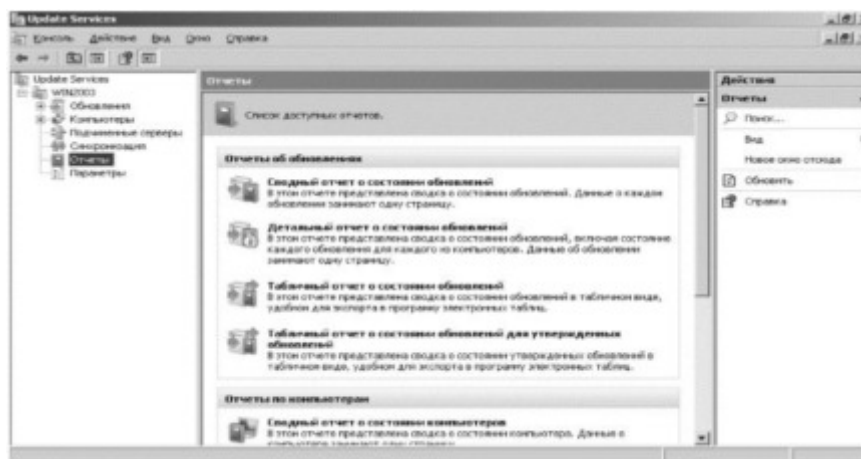 Update Services
Консоль Действие Вид Окно Справка
Update Services
WIN2003
Обновления
Компьютеры
Подчиненные серверы
Синхронизация
Отчеты
Параметры
Отчеты
Список доступных отчетов.
Отчеты об обновлениях
Сводный отчет о состоянии обновлений
В этом отчете представлена сводка о состоянии обновлений. Данные о каждом
обновлении занимают одну страницу.
Детальный отчет о состоянии обновлений
В этом отчете представлена сводка о состоянии обновлений, включая состояние
каждого обновления для каждого из компьютеров. Данные об обновлении
занимают одну страницу.
Табличный отчет о состоянии обновлений
В этом отчете представлена сводка о состоянии обновлений в табличном виде,
удобном для экспорта в программу электронных таблиц.
Табличный отчет о состоянии обновлений для утвержденных
обновлений
В этом отчете представлена сводка о состоянии утвержденных обновлений в
табличном виде, удобном для экспорта в программу электронных таблиц.
Отчеты по компьютерам
Сводный отчет о состоянии компьютеров
В этом отчете представлена сводка о состоянии компьютера. Данные о
компьютере занимают одну страницу.
Действия
Отчеты
Поиск...
Вид
Новое окно отсюда
Обновить
Справка